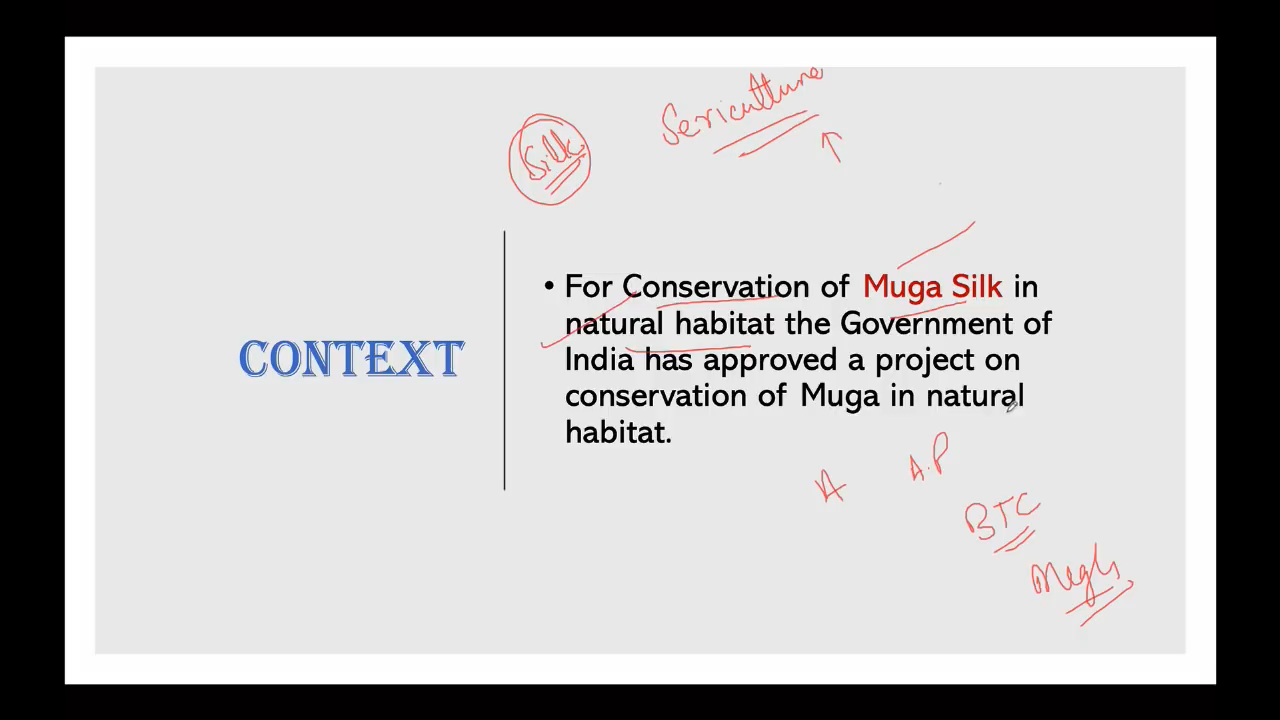 Sericulture
Silk
• For Conservation of Muga Silk in
natural habitat the Government of
India has approved a project on
conservation of Muga in natural
habitat.
CONTEXT
A
A.P
BTC
Megh